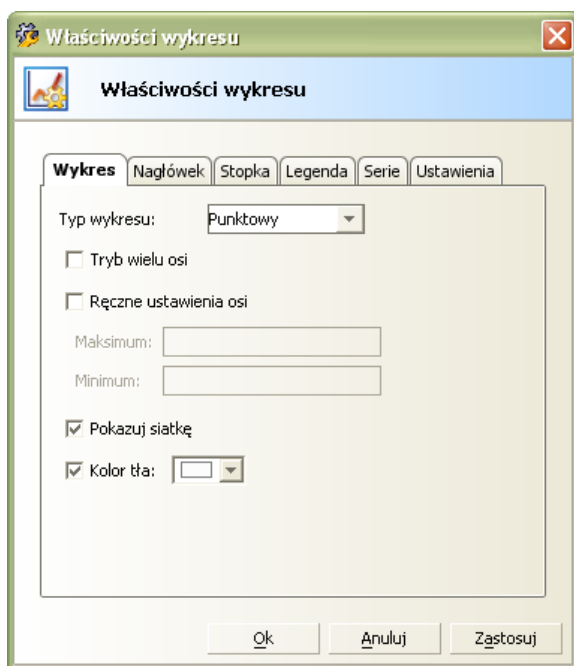 Właściwości wykresu
Właściwości wykresu
Wykres Nagłówek Stopka Legenda Serie Ustawienia
Typ wykresu: Punktowy
Tryb wielu osi
Ręczne ustawienia osi
Maksimum:
Minimum:
Pokazuj siatkę
Kolor tła:
Ok Anuluj Zastosuj